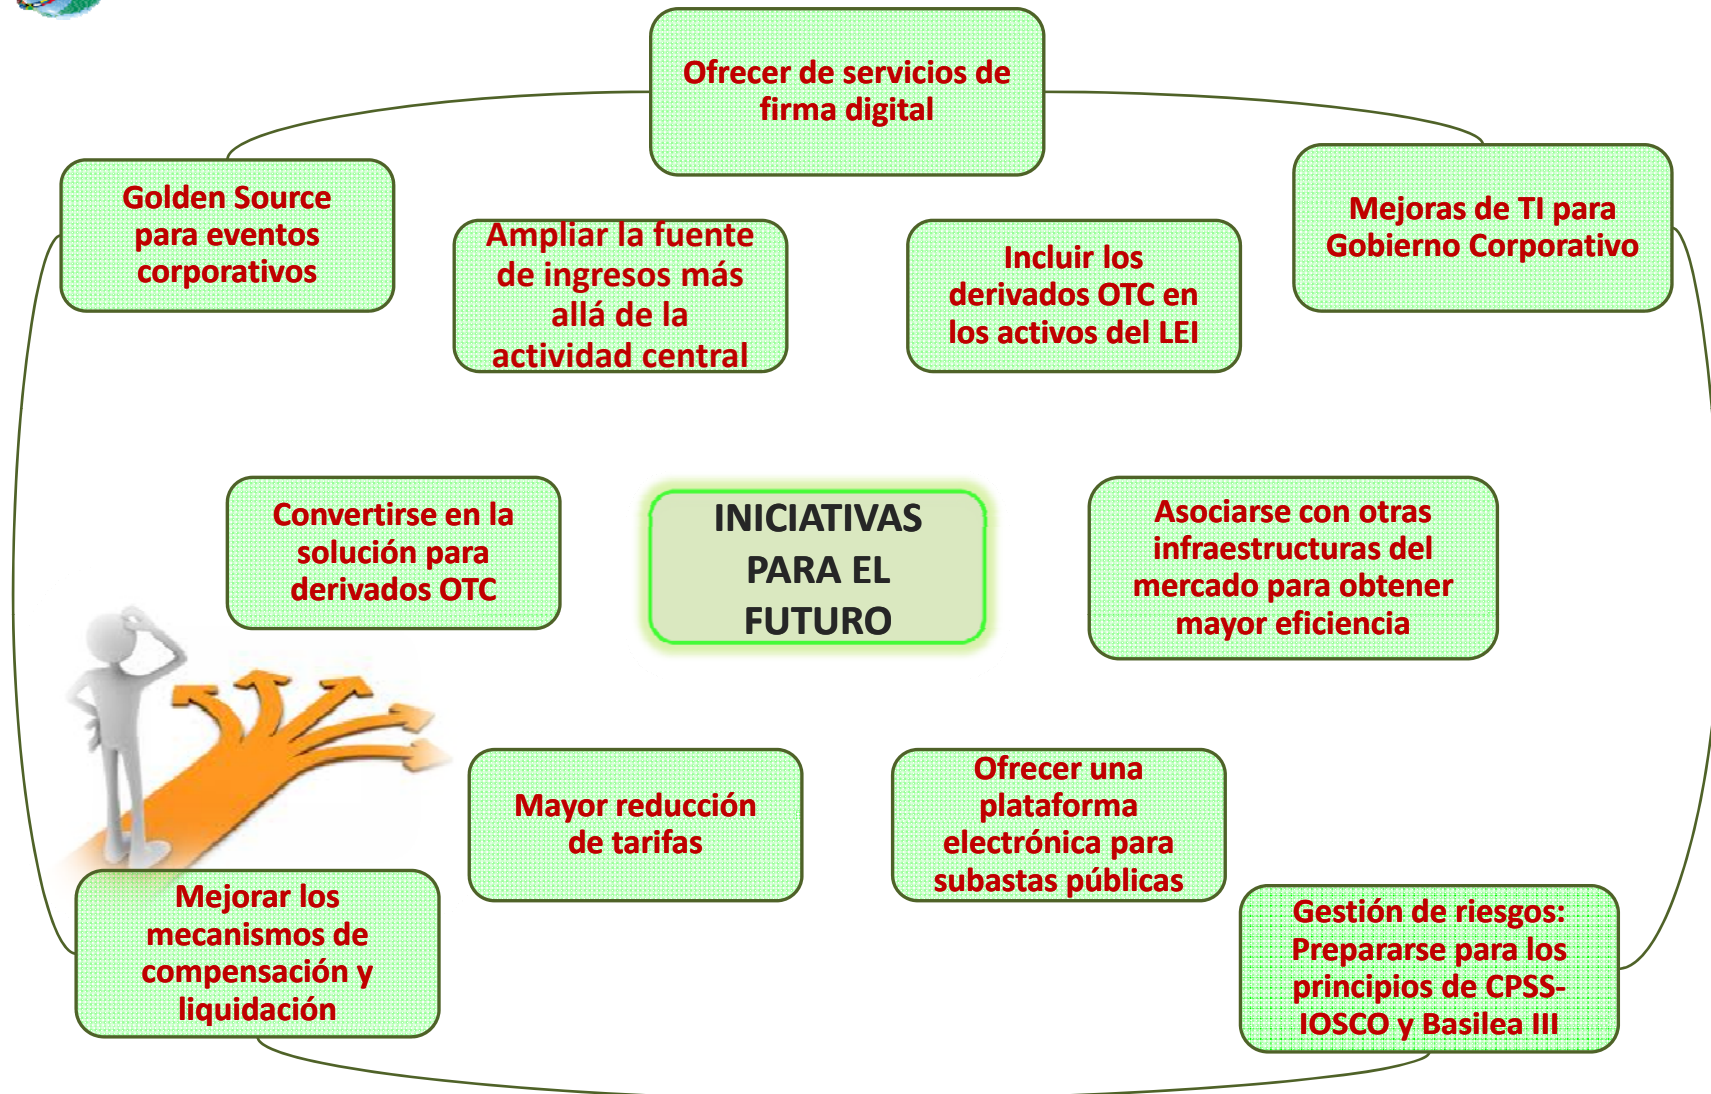 Ofrecer de servicios de
firma digital
Golden Source
para eventos
corporativos
Ampliar la fuente
de ingresos más
allá de la
actividad central
Incluir los
derivados OTC en
los activos del LEI
Mejoras de TI para
Gobierno Corporativo
Convertirse en la
solución para
derivados OTC
INICIATIVAS
PARA EL
FUTURO
Asociarse con otras
infraestructuras del
mercado para obtener
mayor eficiencia
Mayor reducción
de tarifas
Ofrecer una
plataforma
electrónica para
subastas públicas
Mejorar los
mecanismos de
compensación y
liquidación
Gestión de riesgos:
Prepararse para los
principios de CPSS-
IOSCO y Basilea III